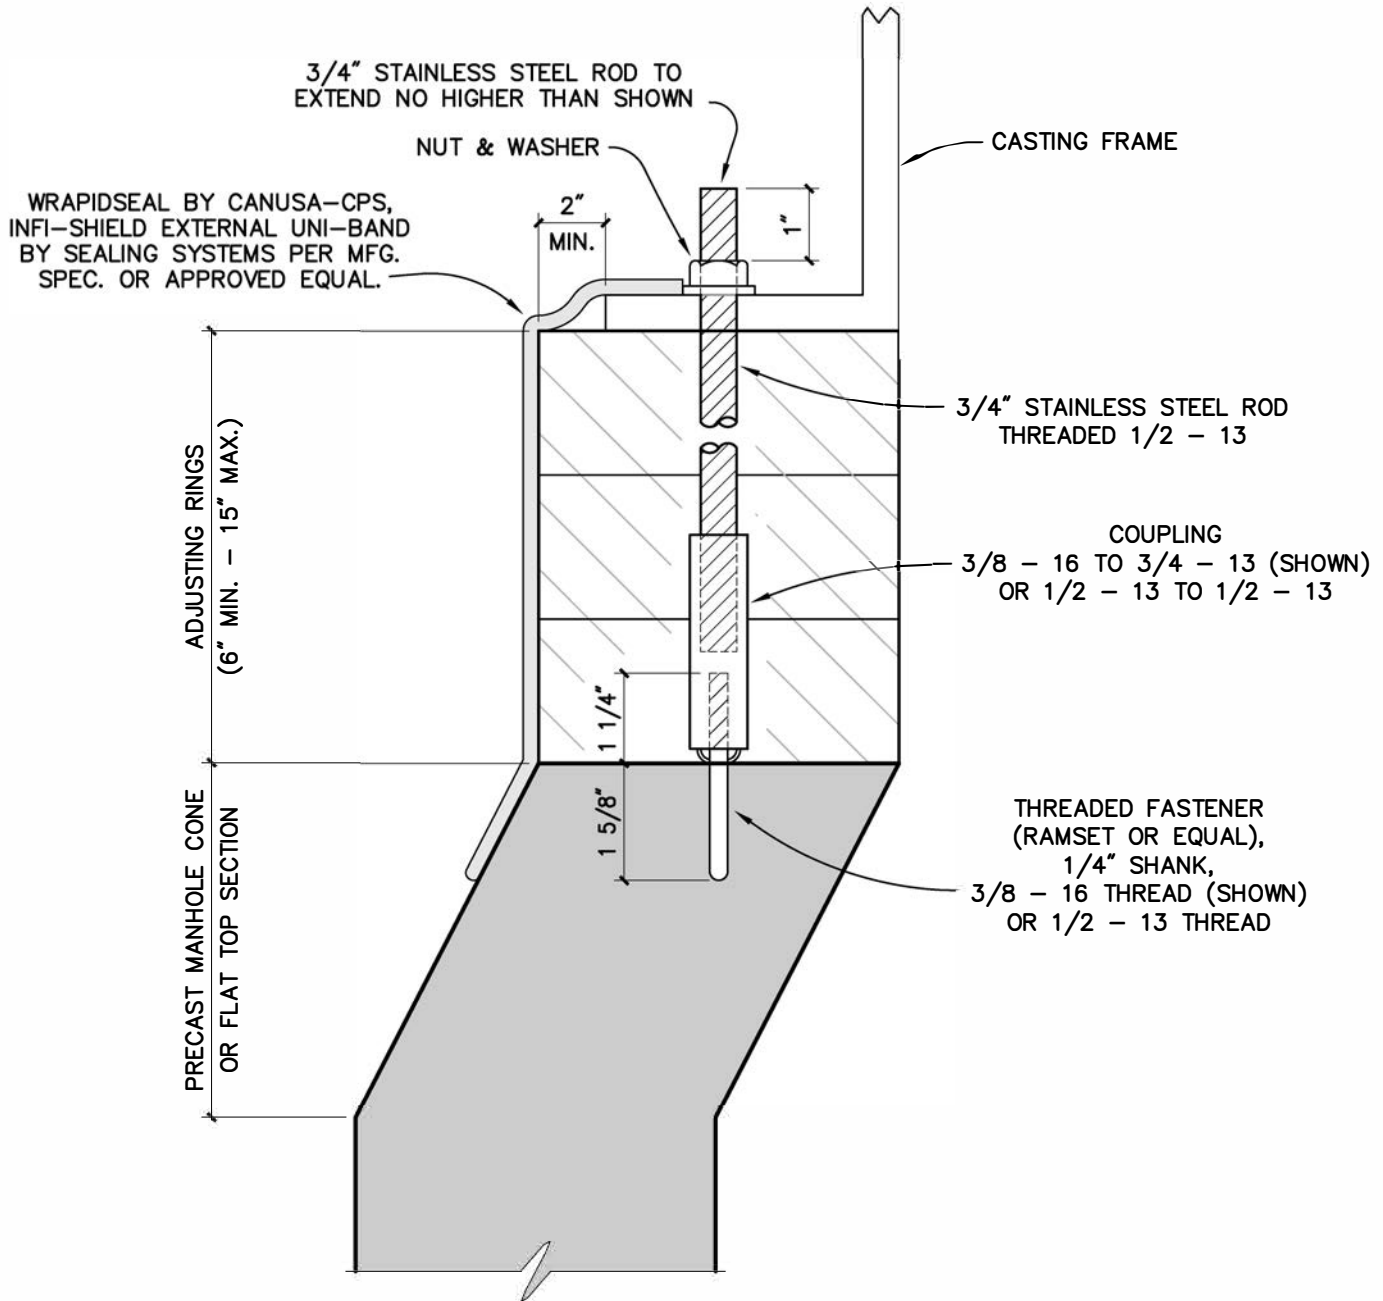 3/4" STAINLESS STEEL ROD TO
EXTEND NO HIGHER THAN SHOWN
NUT & WASHER
CASTING FRAME
WRAPIDSEAL BY CANUSA-CPS,
INFI-SHIELD EXTERNAL UNI-BAND
BY SEALING SYSTEMS PER MFG.
SPEC. OR APPROVED EQUAL.
2"
MIN.
1"
3/4" STAINLESS STEEL ROD
THREADED 1/2 - 13
ADJUSTING RINGS
(6" MIN. - 15" MAX.)
COUPLING
3/8 - 16 TO 3/4 - 13 (SHOWN)
OR 1/2 - 13 TO 1/2 - 13
1 1/4"
1 5/8"
THREADED FASTENER
(RAMSET OR EQUAL),
1/4" SHANK,
3/8 - 16 THREAD (SHOWN)
OR 1/2 - 13 THREAD
PRECAST MANHOLE CONE
OR FLAT TOP SECTION